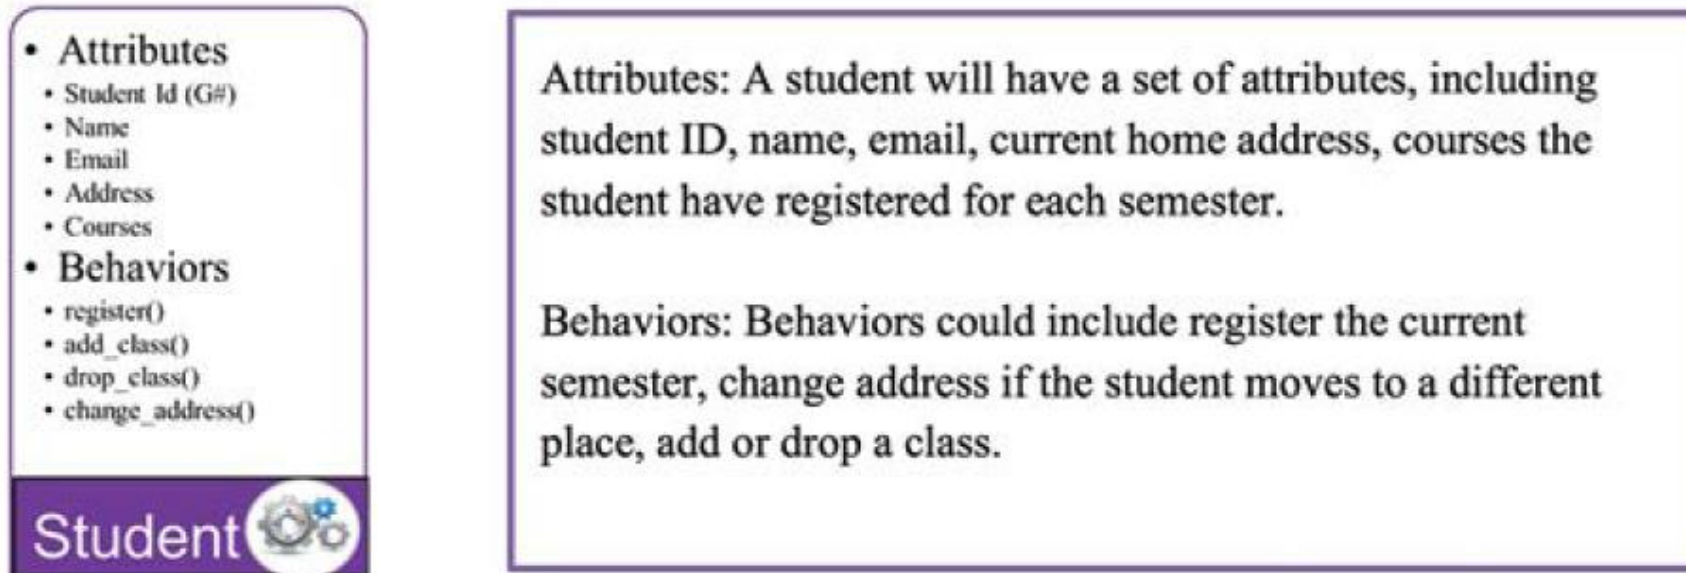 • Attributes
• Student Id (G#)
• Name
• Email
• Address
• Courses
• Behaviors
• register()
• add_class()
• drop_class()
• change_address()
Student
Attributes: A student will have a set of attributes, including
student ID, name, email, current home address, courses the
student have registered for each semester.
Behaviors: Behaviors could include register the current
semester, change address if the student moves to a different
place, add or drop a class.